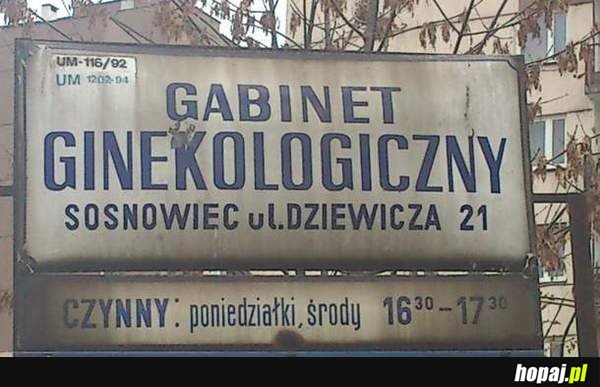 UM-116/92
UM 1202-94
GABINET
GINEKOLOGICZNY
SOSNOWIEC ul.DZIEWICZA 21
CZYNNY: poniedziałki, środy 16³⁰-17³⁰
hopaj.pl